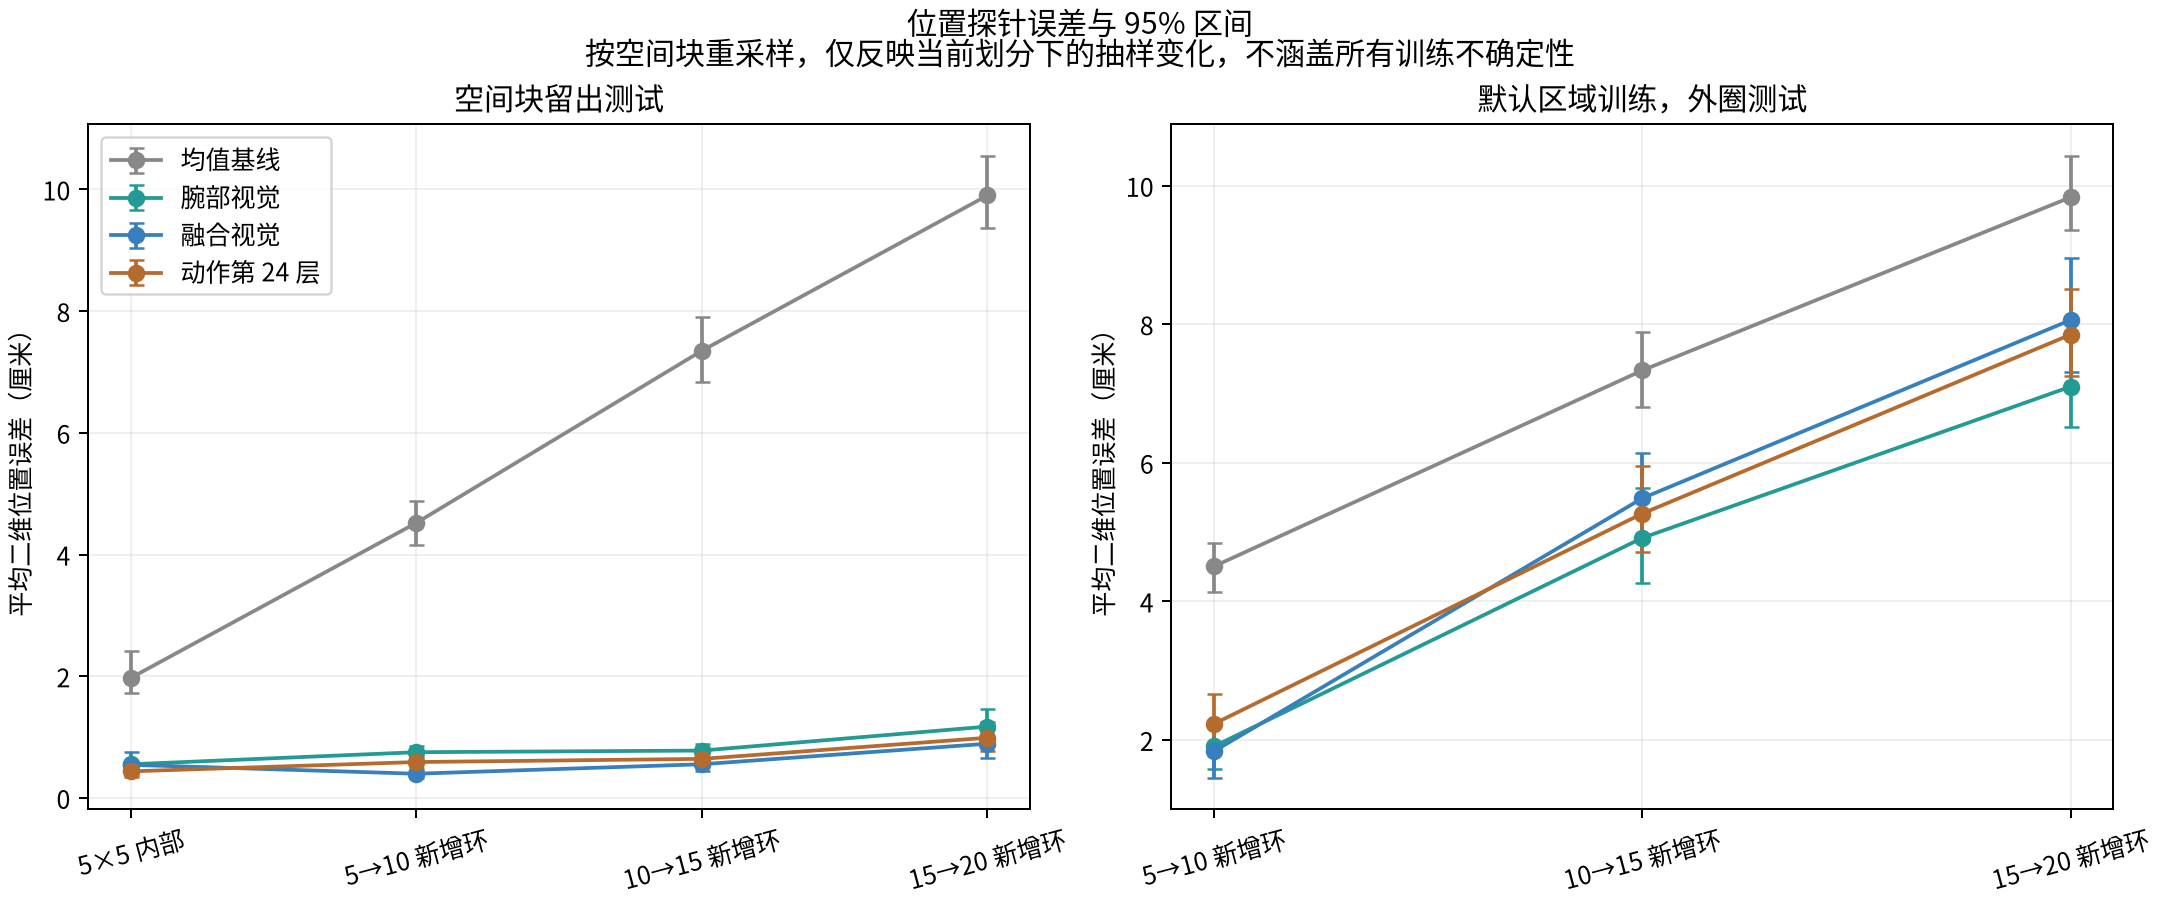 位置探针误差与 95% 区间
按空间块重采样，仅反映当前划分下的抽样变化，不涵盖所有训练不确定性
空间块留出测试
均值基线
腕部视觉
融合视觉
动作第 24 层
平均二维位置误差（厘米）
10
8
6
4
2
0
5×5 内部
5→10 新增环
10→15 新增环
15→20 新增环
默认区域训练，外圈测试
平均二维位置误差（厘米）
10
8
6
4
2
5→10 新增环
10→15 新增环
15→20 新增环